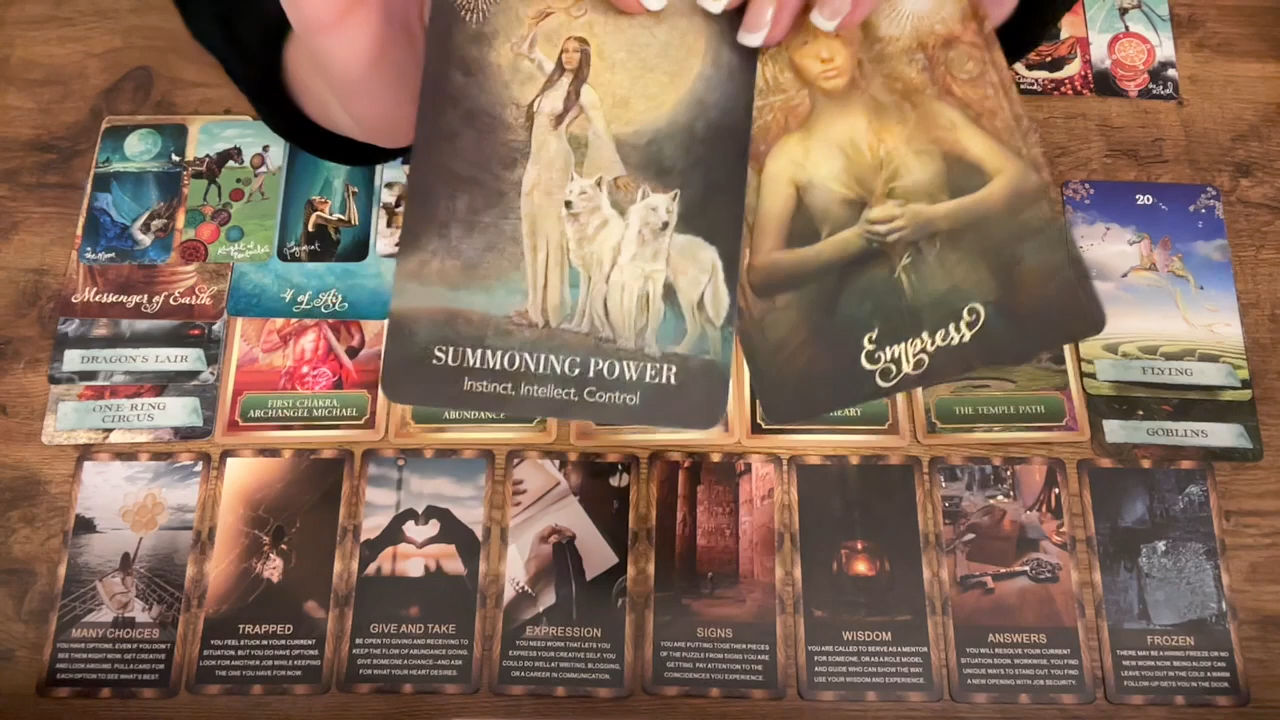 20
The Moon
Knight of
Pentacles
Judgement
Messenger of Earth
4 of Air
DRAGON'S LAIR
ONE-RING
CIRCUS
FIRST CHAKRA,
ARCHANGEL MICHAEL
ABUNDANCE
SUMMONING POWER
Instinct, Intellect, Control
Empress
HEART
THE TEMPLE PATH
FLYING
GOBLINS
MANY CHOICES
YOU HAVE OPTIONS, EVEN IF YOU DON'T
SEE THEM RIGHT NOW. GET CREATIVE
AND LOOK AROUND. PULL A CARD FOR
EACH OPTION TO SEE WHAT'S BEST.
TRAPPED
YOU FEEL STUCK IN YOUR CURRENT
SITUATION, BUT YOU DO HAVE OPTIONS.
LOOK FOR ANOTHER JOB WHILE KEEPING
THE ONE YOU HAVE FOR NOW.
GIVE AND TAKE
BE OPEN TO GIVING AND RECEIVING TO
KEEP THE FLOW OF ABUNDANCE GOING.
GIVE SOMEONE A CHANCE—AND ASK
FOR WHAT YOUR HEART DESIRES.
EXPRESSION
YOU NEED WORK THAT LETS YOU
EXPRESS YOUR CREATIVE SELF. YOU
COULD DO WELL AT WRITING, BLOGGING,
OR A CAREER IN COMMUNICATION.
SIGNS
YOU ARE PUTTING TOGETHER PIECES
OF THE PUZZLE FROM SIGNS YOU ARE
GETTING. PAY ATTENTION TO THE
COINCIDENCES YOU EXPERIENCE.
WISDOM
YOU ARE CALLED TO SERVE AS A MENTOR
FOR SOMEONE, OR AS A ROLE MODEL
AND GUIDE WHO CAN SHOW THE WAY.
USE YOUR WISDOM AND EXPERIENCE.
ANSWERS
YOU WILL RESOLVE YOUR CURRENT
SITUATION SOON. WORKWISE, YOU FIND
UNIQUE WAYS TO STAND OUT. YOU FIND
A NEW OPENING WITH JOB SECURITY.
FROZEN
THERE MAY BE A HIRING FREEZE OR NO
NEW WORK NOW. BEING ALOOF CAN
LEAVE YOU OUT IN THE COLD. A WARM
FOLLOW-UP GETS YOU IN THE DOOR.